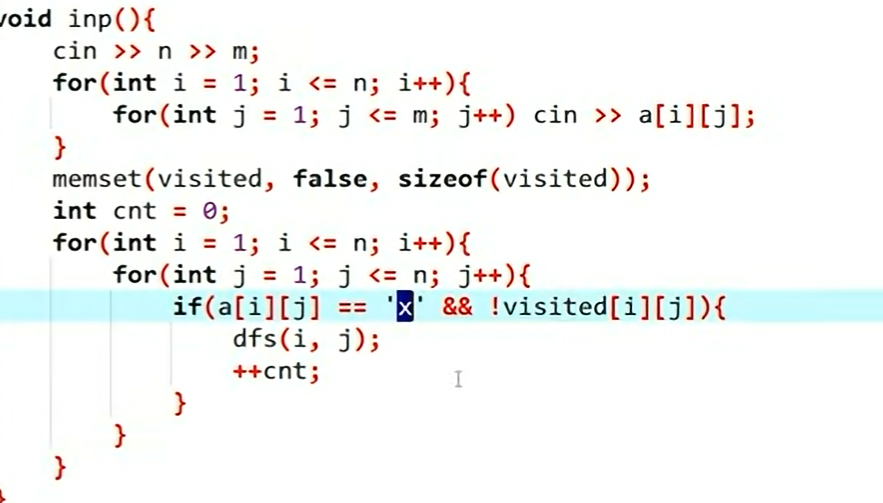 void inp(){
    cin >> n >> m;
    for(int i = 1; i <= n; i++){
        for(int j = 1; j <= m; j++) cin >> a[i][j];
    }
    memset(visited, false, sizeof(visited));
    int cnt = 0;
    for(int i = 1; i <= n; i++){
        for(int j = 1; j <= n; j++){
            if(a[i][j] == 'x' && !visited[i][j]){
                dfs(i, j);
                ++cnt;
            }
        }
    }
}